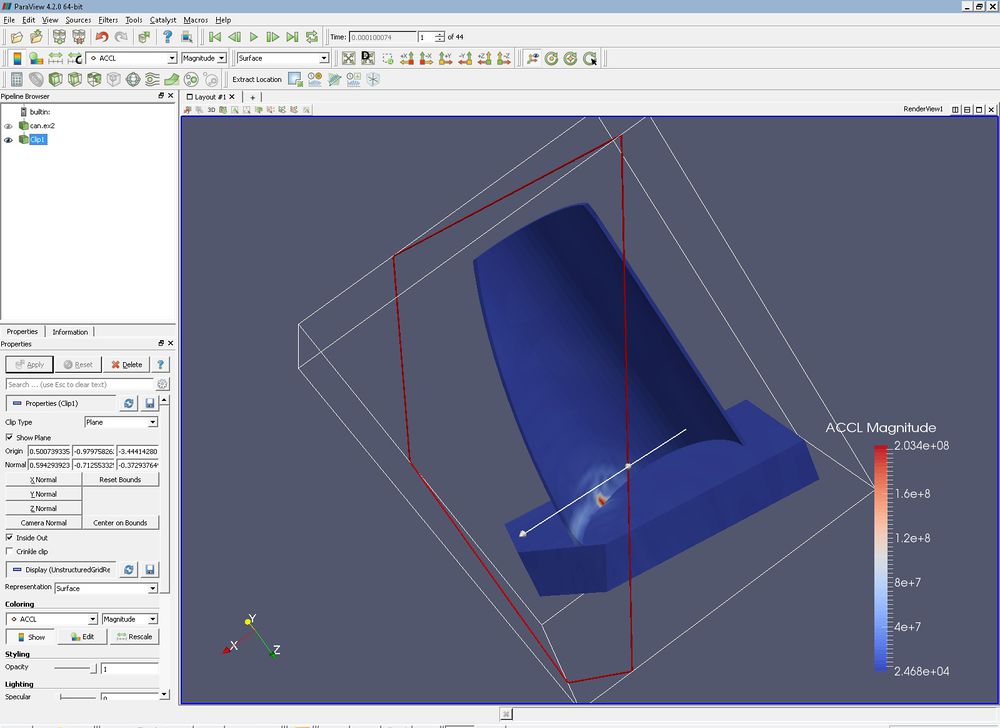 ParaView 4.2.0 64-bit
File Edit View Sources Filters Tools Catalyst Macros Help
Time: 0.000100074 1 of 44
ACCL Magnitude Surface
Extract Location
Pipeline Browser
Layout #1
3D
RenderView1
builtin:
can.ex2
Clip1
Properties Information
Properties
Apply Reset Delete ?
Search ... (use Esc to clear text)
Properties (Clip1)
Clip Type Plane
Show Plane
Origin 0.500739335 -0.97975826 -3.44414280
Normal 0.594293923 -0.71255332 -0.37293764
X Normal Reset Bounds
Y Normal
Z Normal
Camera Normal Center on Bounds
Inside Out
Crinkle clip
Display (UnstructuredGridRe
Representation Surface
Coloring
ACCL Magnitude
Show Edit Rescale
Styling
Opacity 1
Lighting
Specular 0
ACCL Magnitude
2.034e+08
1.6e+8
1.2e+8
8e+7
4e+7
2.468e+04
Y
X
Z